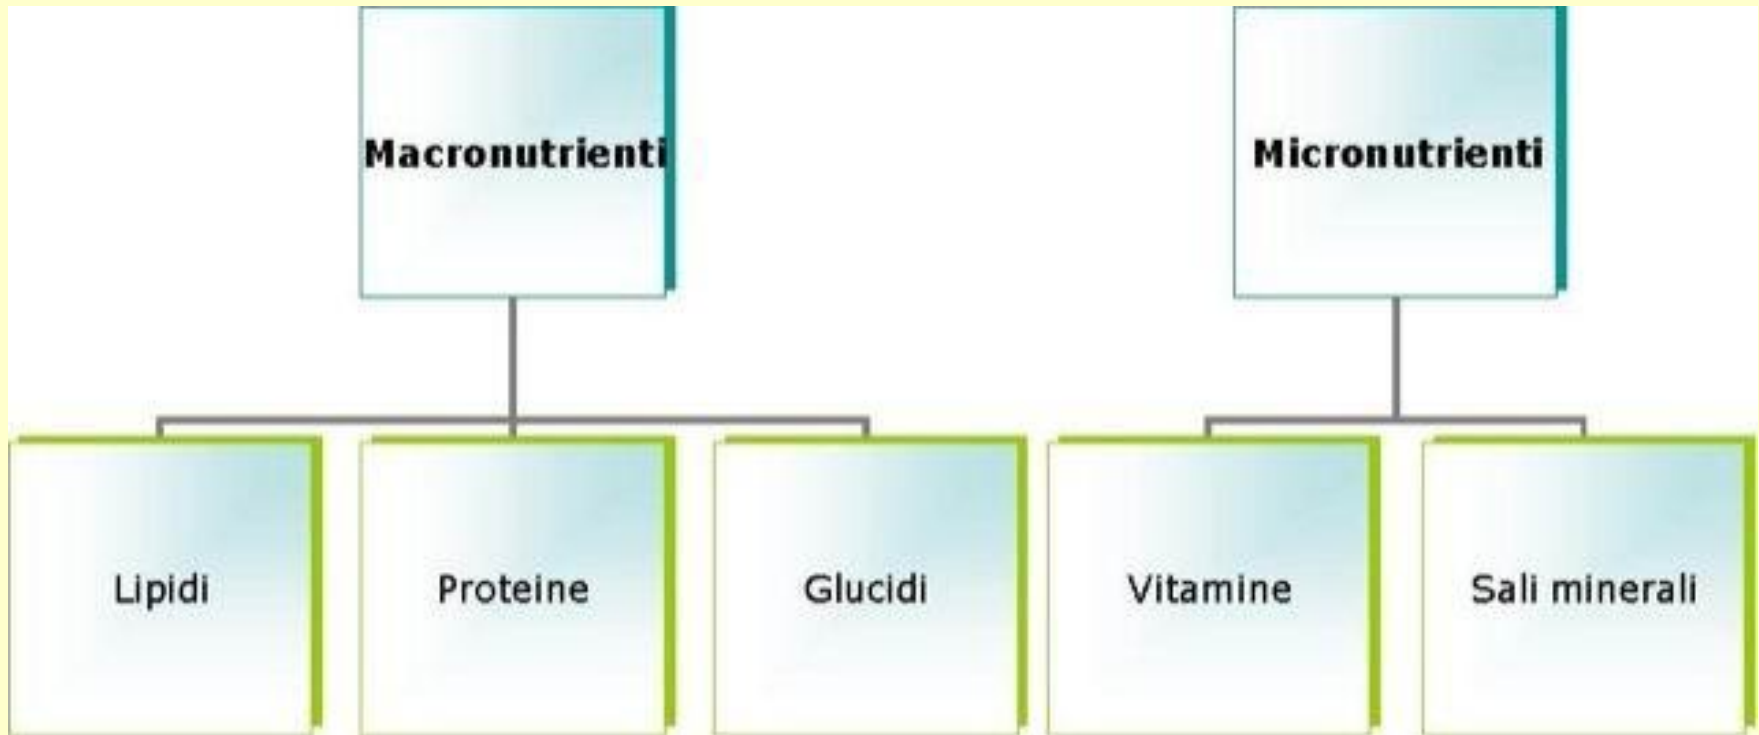 Macronutrienti
Micronutrienti
Lipidi
Proteine
Glucidi
Vitamine
Sali minerali